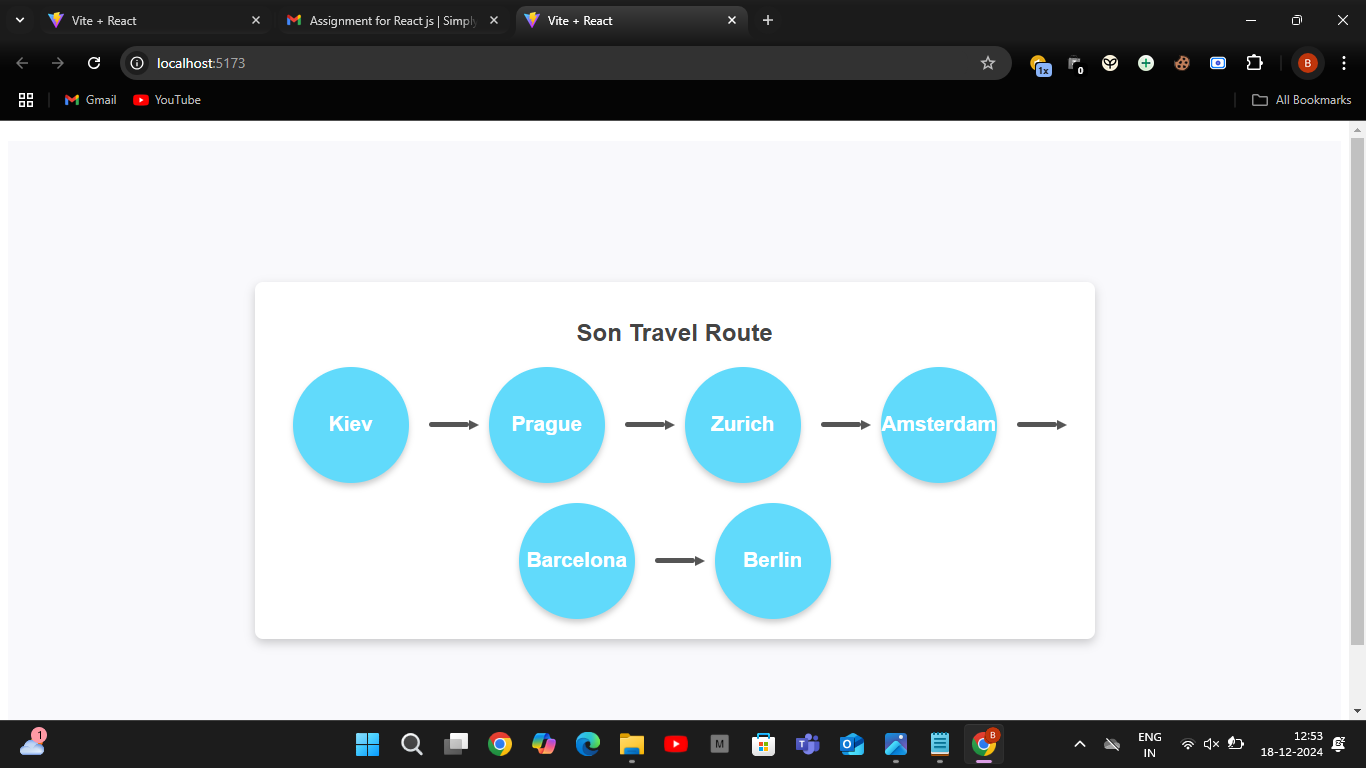 Vite + React
Assignment for React js | Simply
Vite + React
localhost:5173
1x
0
B
Gmail
YouTube
All Bookmarks
Son Travel Route
Kiev
Prague
Zurich
Amsterdam
Barcelona
Berlin
1
M
B
ENG
IN
12:53
18-12-2024